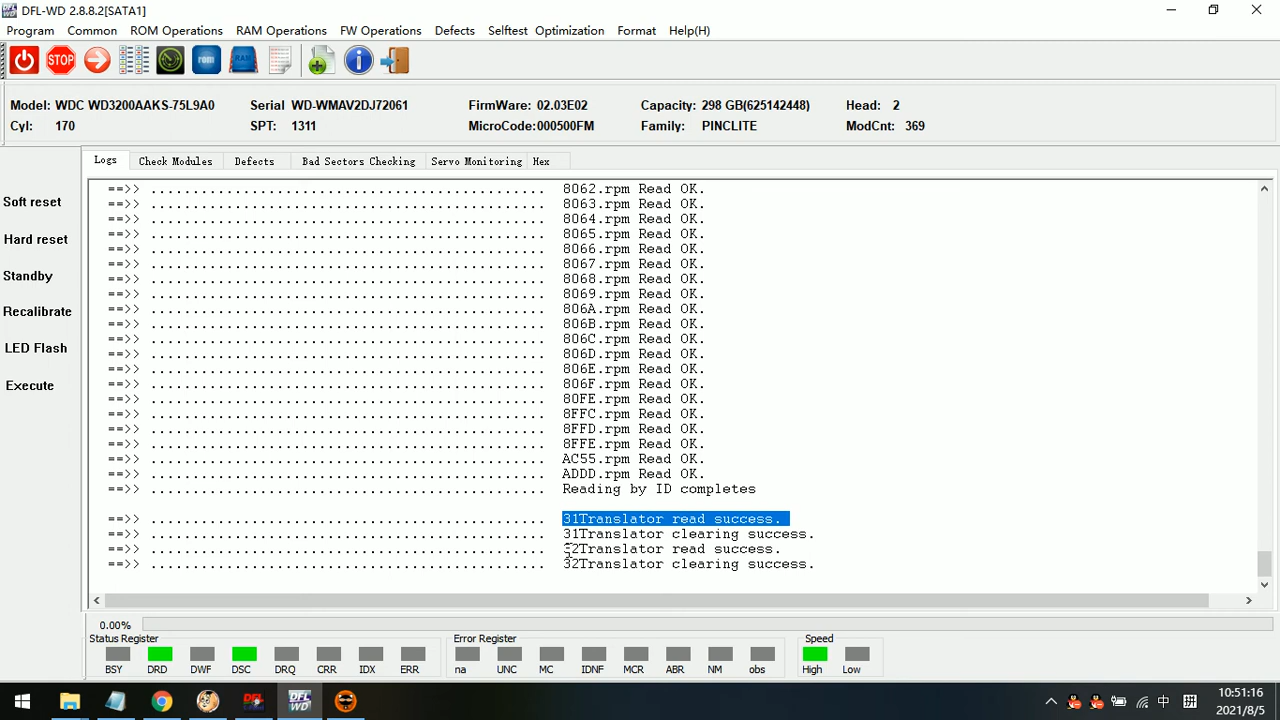 DFL-WD 2.8.8.2[SATA1]
Program Common ROM Operations RAM Operations FW Operations Defects Selftest Optimization Format Help(H)
STOP rom RAM
Model: WDC WD3200AAKS-75L9A0 Serial WD-WMAV2DJ72061 FirmWare: 02.03E02 Capacity: 298 GB(625142448) Head: 2
Cyl: 170 SPT: 1311 MicroCode:000500FM Family: PINCLITE ModCnt: 369
Logs Check Modules Defects Bad Sectors Checking Servo Monitoring Hex
Soft reset
Hard reset
Standby
Recalibrate
LED Flash
Execute
==>> ............................................... 8062.rpm Read OK.
==>> ............................................... 8063.rpm Read OK.
==>> ............................................... 8064.rpm Read OK.
==>> ............................................... 8065.rpm Read OK.
==>> ............................................... 8066.rpm Read OK.
==>> ............................................... 8067.rpm Read OK.
==>> ............................................... 8068.rpm Read OK.
==>> ............................................... 8069.rpm Read OK.
==>> ............................................... 806A.rpm Read OK.
==>> ............................................... 806B.rpm Read OK.
==>> ............................................... 806C.rpm Read OK.
==>> ............................................... 806D.rpm Read OK.
==>> ............................................... 806E.rpm Read OK.
==>> ............................................... 806F.rpm Read OK.
==>> ............................................... 80FE.rpm Read OK.
==>> ............................................... 8FFC.rpm Read OK.
==>> ............................................... 8FFD.rpm Read OK.
==>> ............................................... 8FFE.rpm Read OK.
==>> ............................................... AC55.rpm Read OK.
==>> ............................................... ADDD.rpm Read OK.
==>> ............................................... Reading by ID completes
==>> ............................................... 31Translator read success.
==>> ............................................... 31Translator clearing success.
==>> ............................................... 32Translator read success.
==>> ............................................... 32Translator clearing success.
0.00%
Status Register Error Register Speed
BSY DRD DWF DSC DRQ CRR IDX ERR na UNC MC IDNF MCR ABR NM obs High Low
DFL DFL WD 中 拼 10:51:16
2021/8/5